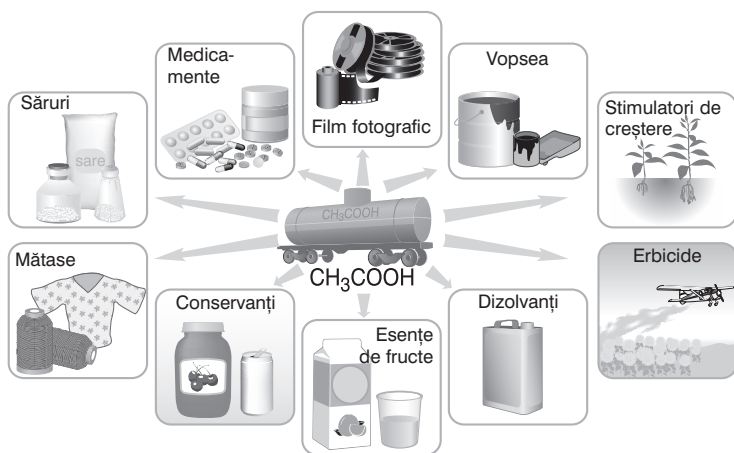 Săruri
sare
Medica-
mente
Film fotografic
Vopsea
Stimulatori de
creștere
CH₃COOH
CH₃COOH
Mătase
Conservanți
Esențe
de fructe
Dizolvanți
Erbicide